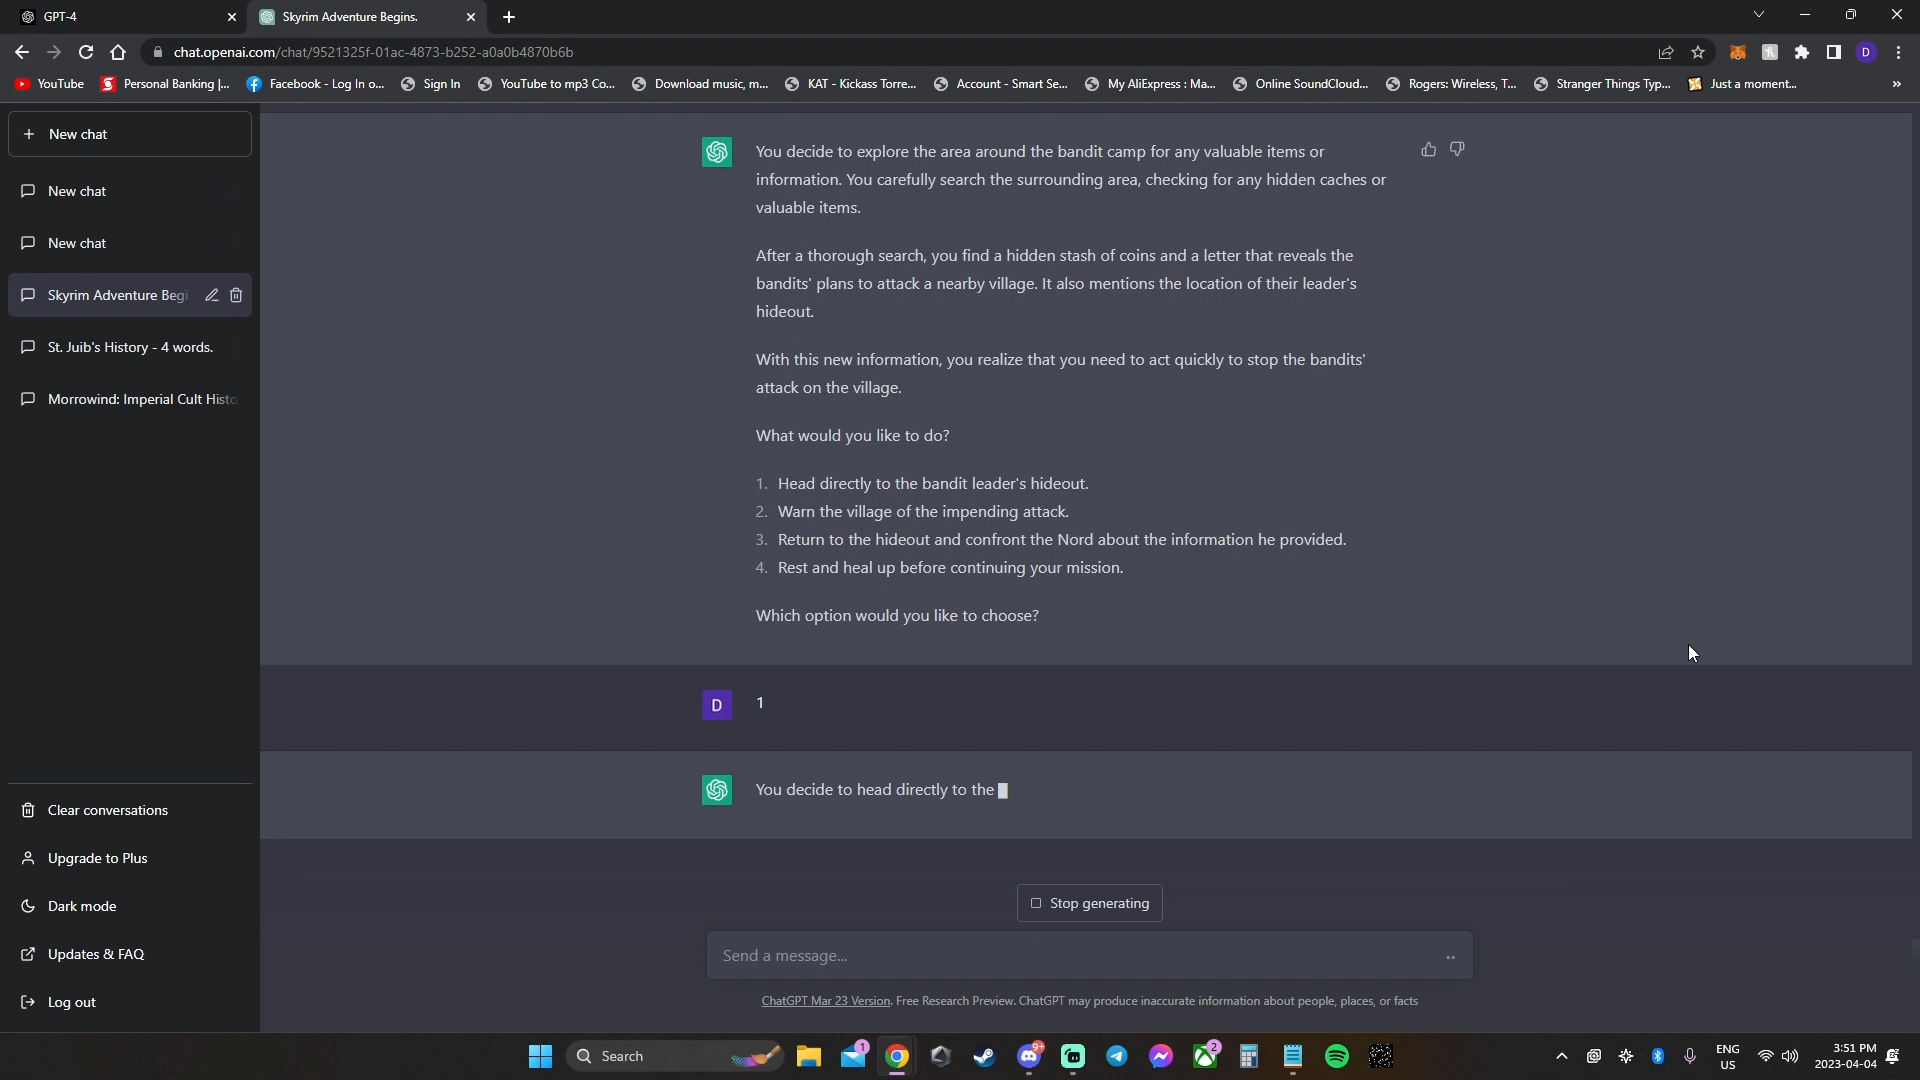 GPT-4
Skyrim Adventure Begins.
chat.openai.com/chat/9521325f-01ac-4873-b252-a0a0b4870b6b
D
YouTube
Personal Banking |...
Facebook - Log In o...
Sign In
YouTube to mp3 Co...
Download music, m...
KAT - Kickass Torre...
Account - Smart Se...
My AliExpress : Ma...
Online SoundCloud...
Rogers: Wireless, T...
Stranger Things Typ...
Just a moment...
»
+ New chat
New chat
New chat
Skyrim Adventure Begi
St. Juib's History - 4 words.
Morrowind: Imperial Cult Histo
Clear conversations
Upgrade to Plus
Dark mode
Updates & FAQ
Log out
You decide to explore the area around the bandit camp for any valuable items or
information. You carefully search the surrounding area, checking for any hidden caches or
valuable items.
After a thorough search, you find a hidden stash of coins and a letter that reveals the
bandits' plans to attack a nearby village. It also mentions the location of their leader's
hideout.
With this new information, you realize that you need to act quickly to stop the bandits'
attack on the village.
What would you like to do?
1. Head directly to the bandit leader's hideout.
2. Warn the village of the impending attack.
3. Return to the hideout and confront the Nord about the information he provided.
4. Rest and heal up before continuing your mission.
Which option would you like to choose?
D
1
You decide to head directly to the
Stop generating
Send a message...
ChatGPT Mar 23 Version. Free Research Preview. ChatGPT may produce inaccurate information about people, places, or facts
Search
1
9+
2
ENG
US
3:51 PM
2023-04-04